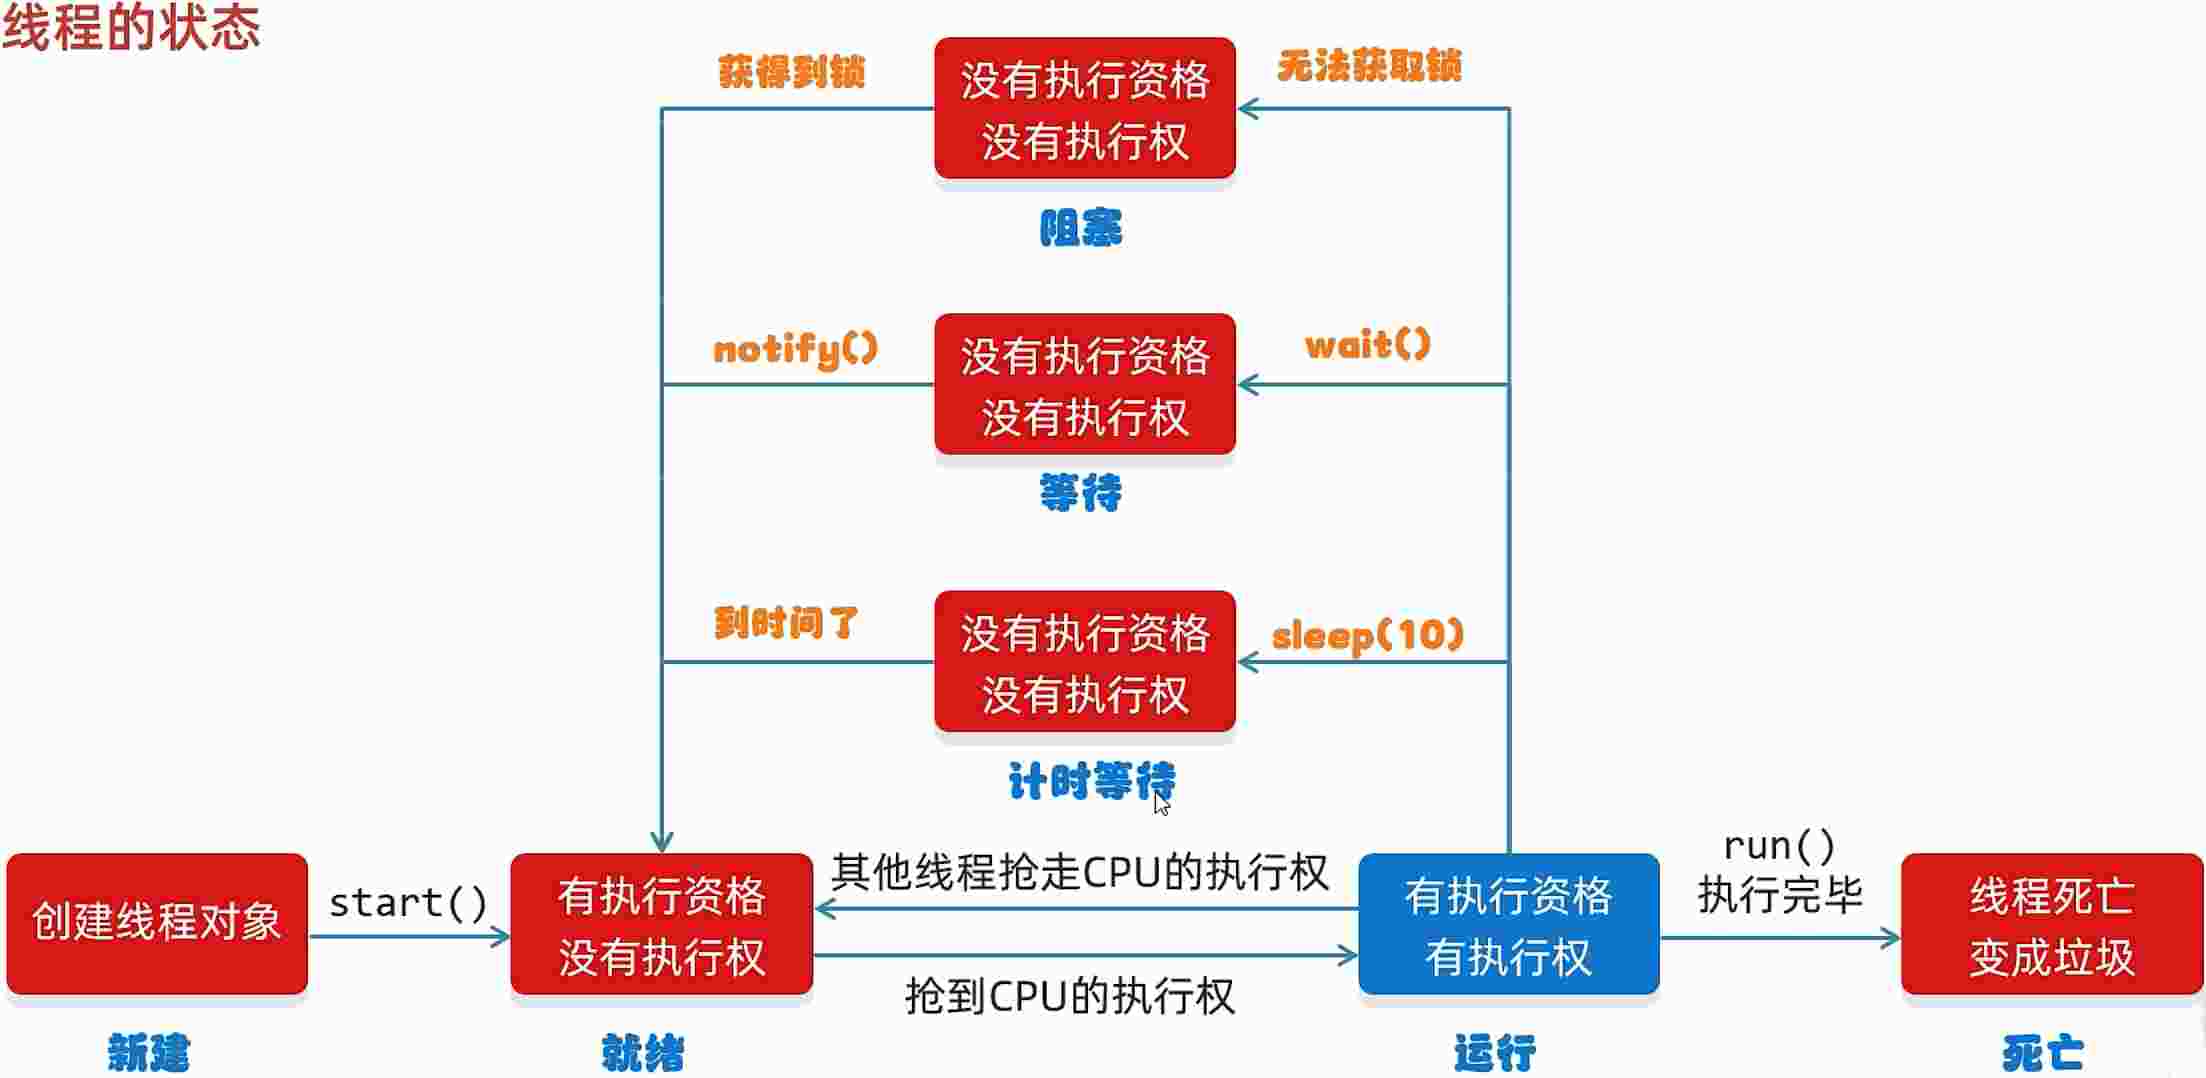 线程的状态
获得到锁
没有执行资格
没有执行权
无法获取锁
阻塞
notify()
没有执行资格
没有执行权
wait()
等待
到时间了
没有执行资格
没有执行权
sleep(10)
计时等待
创建线程对象
start()
有执行资格
没有执行权
其他线程抢走CPU的执行权
抢到CPU的执行权
有执行资格
有执行权
run()
执行完毕
线程死亡
变成垃圾
新建
就绪
运行
死亡